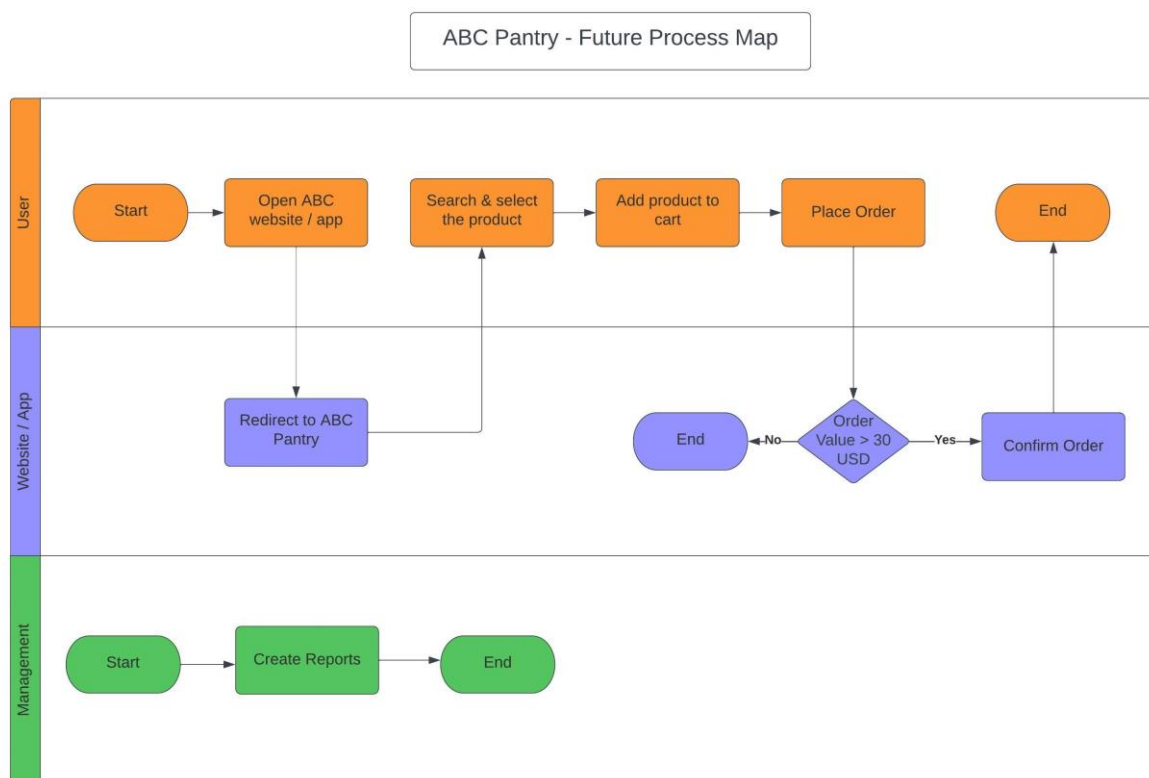 ABC Pantry - Future Process Map
User
Start
Open ABC
website / app
Search & select
the product
Add product to
cart
Place Order
End
Website / App
Redirect to ABC
Pantry
End
No
Order
Value > 30
USD
Yes
Confirm Order
Management
Start
Create Reports
End